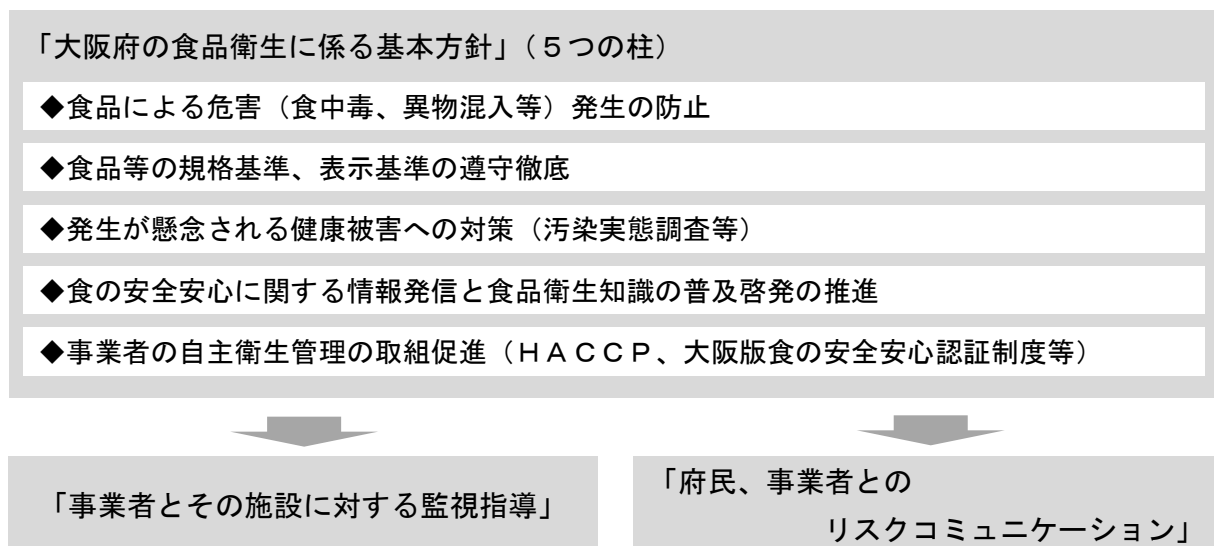 「大阪府の食品衛生に係る基本方針」（５つの柱）
◆食品による危害（食中毒、異物混入等）発生の防止
◆食品等の規格基準、表示基準の遵守徹底
◆発生が懸念される健康被害への対策（汚染実態調査等）
◆食の安全安心に関する情報発信と食品衛生知識の普及啓発の推進
◆事業者の自主衛生管理の取組促進（ＨＡＣＣＰ、大阪版食の安全安心認証制度等）
「事業者とその施設に対する監視指導」
「府民、事業者との
リスクコミュニケーション」